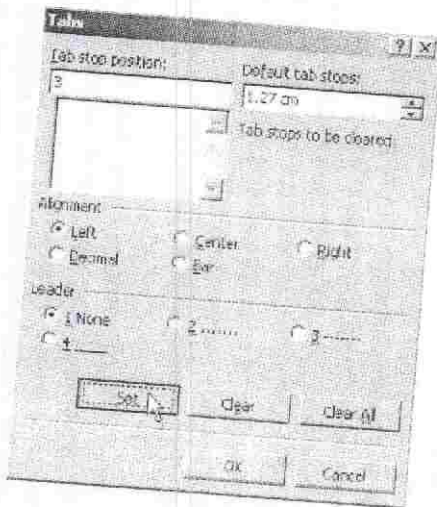 Tabs
Tab stop position: Default tab stops:
3 1.27 cm
Tab stops to be cleared:
Alignment
Left Center Right
Decimal Bar
Leader
1 None 2 ....... 3 -------
4 ____
Set Clear Clear All
OK Cancel